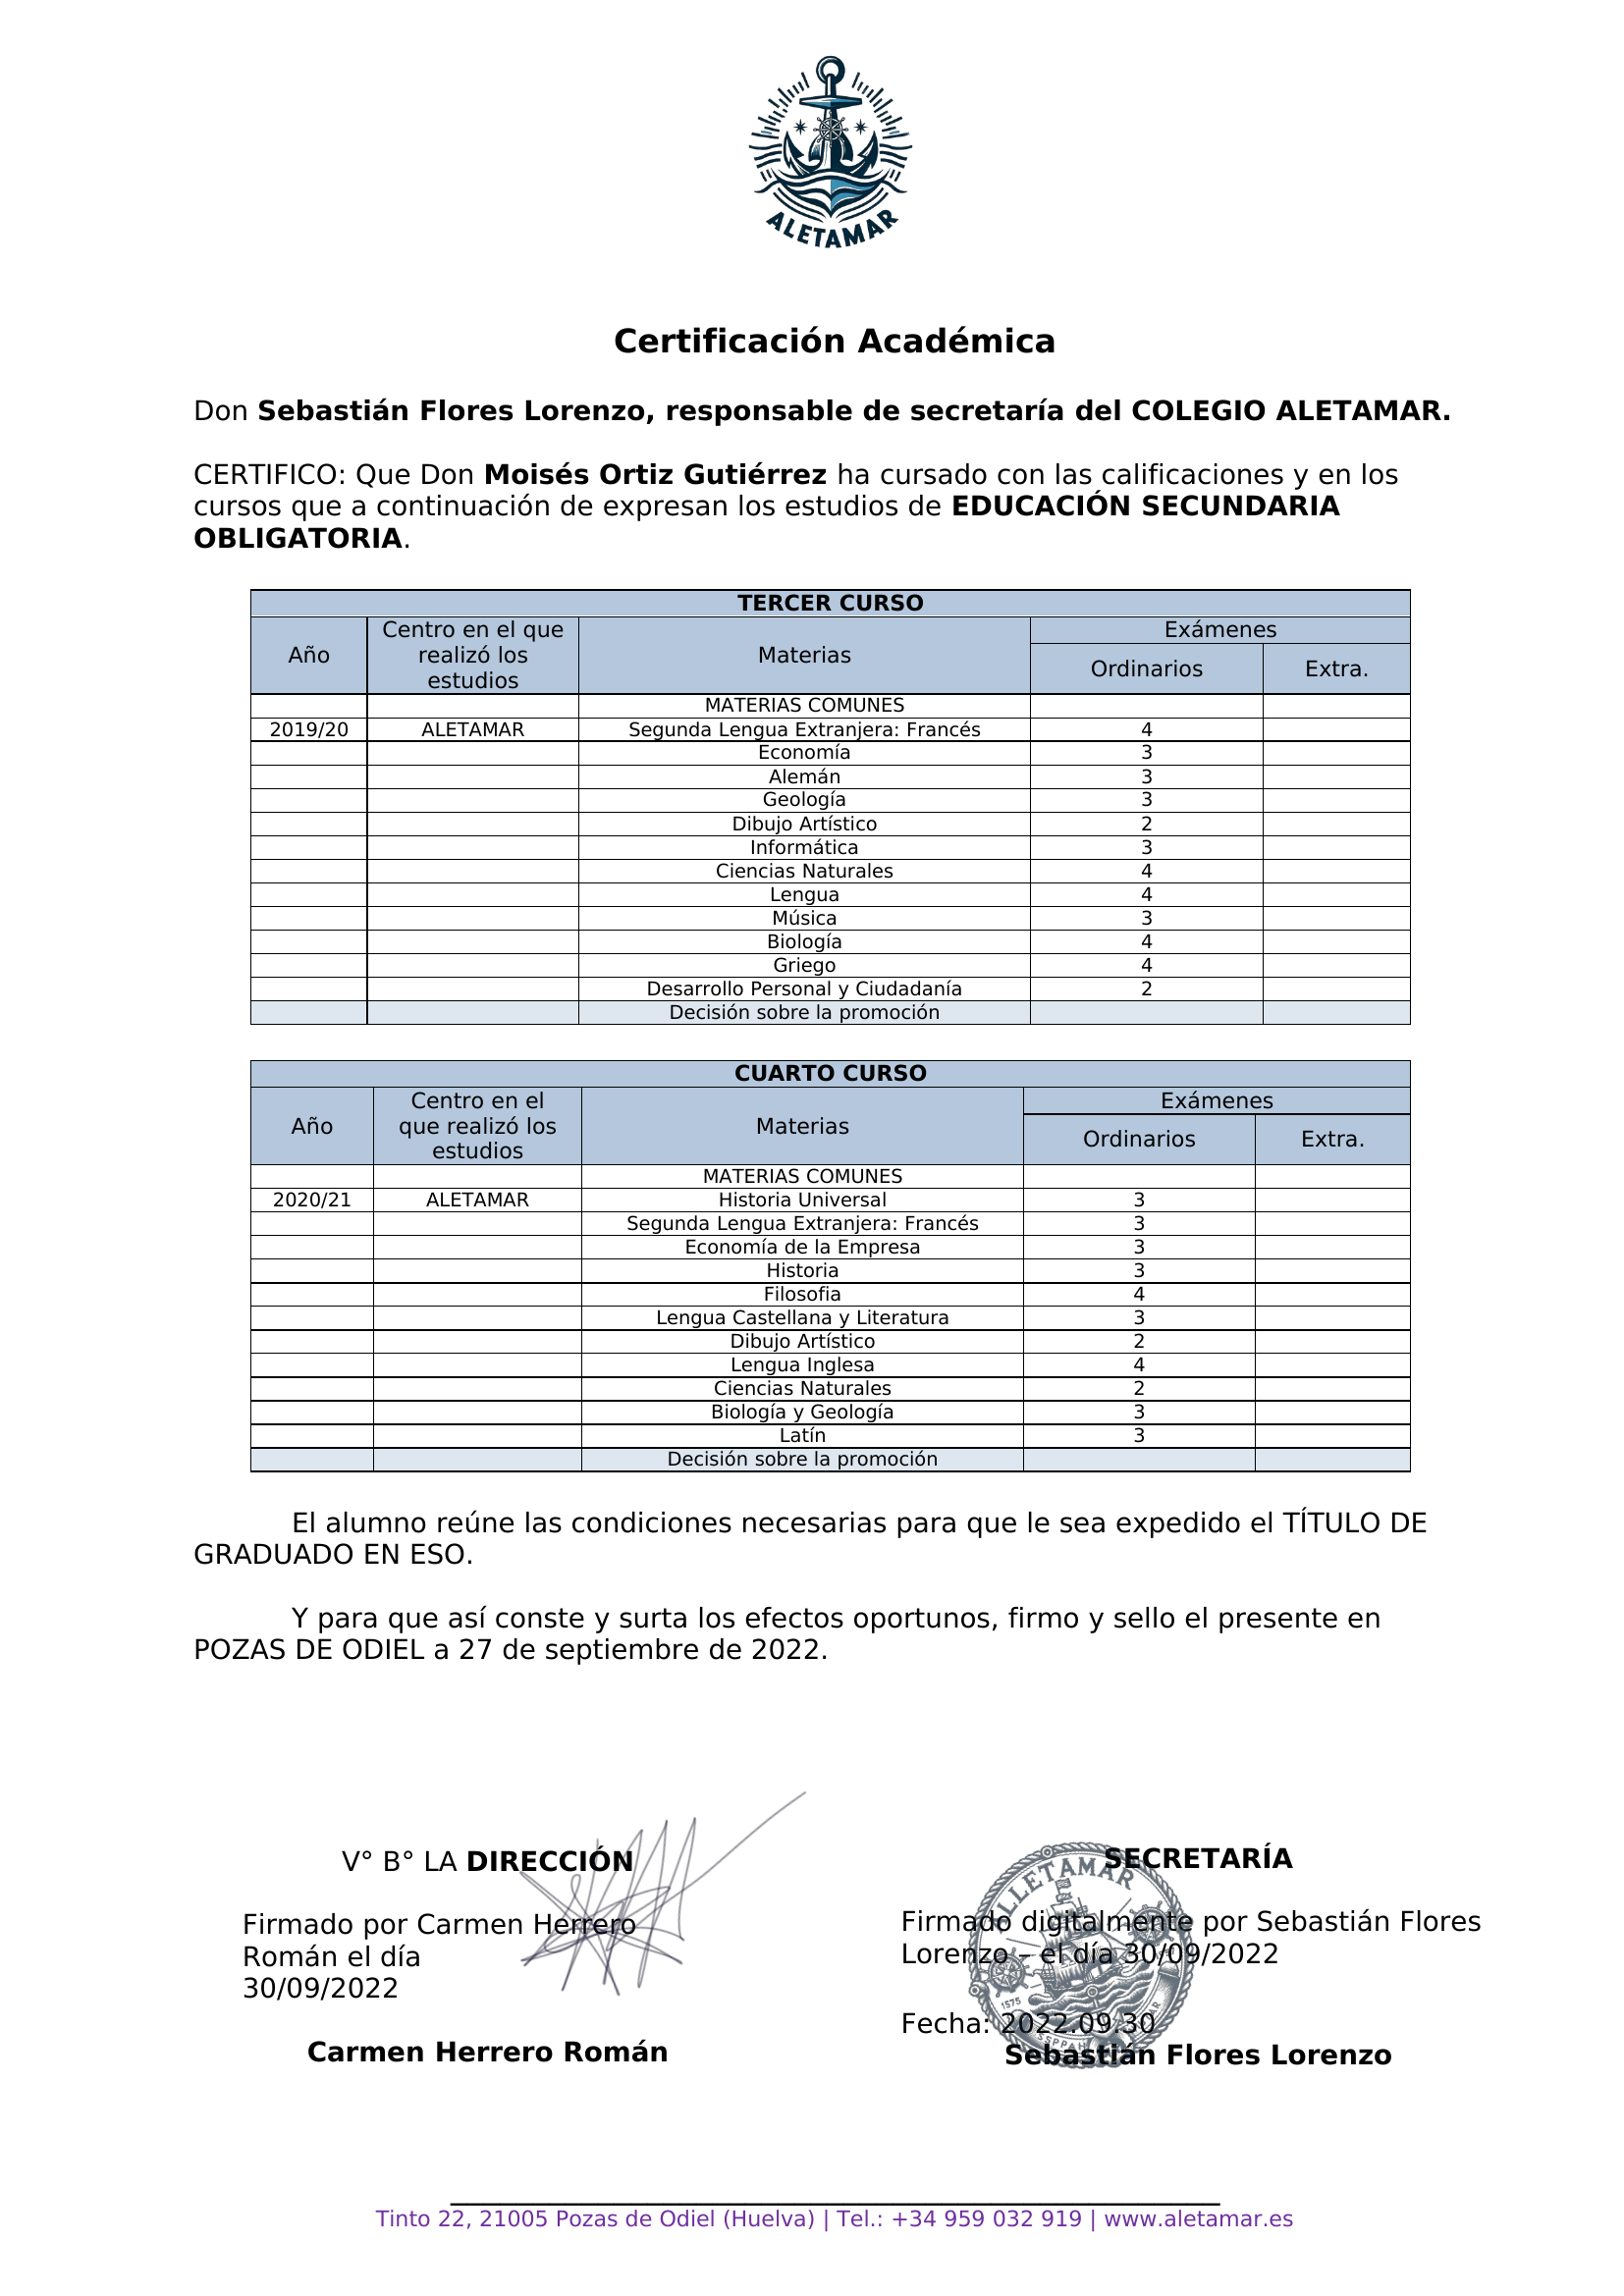 ALETAMAR
Certificación Académica
Don Sebastián Flores Lorenzo, responsable de secretaría del COLEGIO ALETAMAR.
CERTIFICO: Que Don Moisés Ortiz Gutiérrez ha cursado con las calificaciones y en los
cursos que a continuación de expresan los estudios de EDUCACIÓN SECUNDARIA
OBLIGATORIA.
TERCER CURSO
Año Centro en el que realizó los estudios Materias Exámenes
Ordinarios Extra.
MATERIAS COMUNES
2019/20 ALETAMAR Segunda Lengua Extranjera: Francés 4
Economía 3
Alemán 3
Geología 3
Dibujo Artístico 2
Informática 3
Ciencias Naturales 4
Lengua 4
Música 3
Biología 4
Griego 4
Desarrollo Personal y Ciudadanía 2
Decisión sobre la promoción
CUARTO CURSO
Año Centro en el que realizó los estudios Materias Exámenes
Ordinarios Extra.
MATERIAS COMUNES
2020/21 ALETAMAR Historia Universal 3
Segunda Lengua Extranjera: Francés 3
Economía de la Empresa 3
Historia 3
Filosofia 4
Lengua Castellana y Literatura 3
Dibujo Artístico 2
Lengua Inglesa 4
Ciencias Naturales 2
Biología y Geología 3
Latín 3
Decisión sobre la promoción
El alumno reúne las condiciones necesarias para que le sea expedido el TÍTULO DE
GRADUADO EN ESO.
Y para que así conste y surta los efectos oportunos, firmo y sello el presente en
POZAS DE ODIEL a 27 de septiembre de 2022.
V° B° LA DIRECCIÓN
Firmado por Carmen Herrero
Román el día
30/09/2022
Carmen Herrero Román
SECRETARÍA
Firmado digitalmente por Sebastián Flores
Lorenzo – el día 30/09/2022
Fecha: 2022.09.30
Sebastián Flores Lorenzo
ALLETAMAR
1575
Tinto 22, 21005 Pozas de Odiel (Huelva) | Tel.: +34 959 032 919 | www.aletamar.es